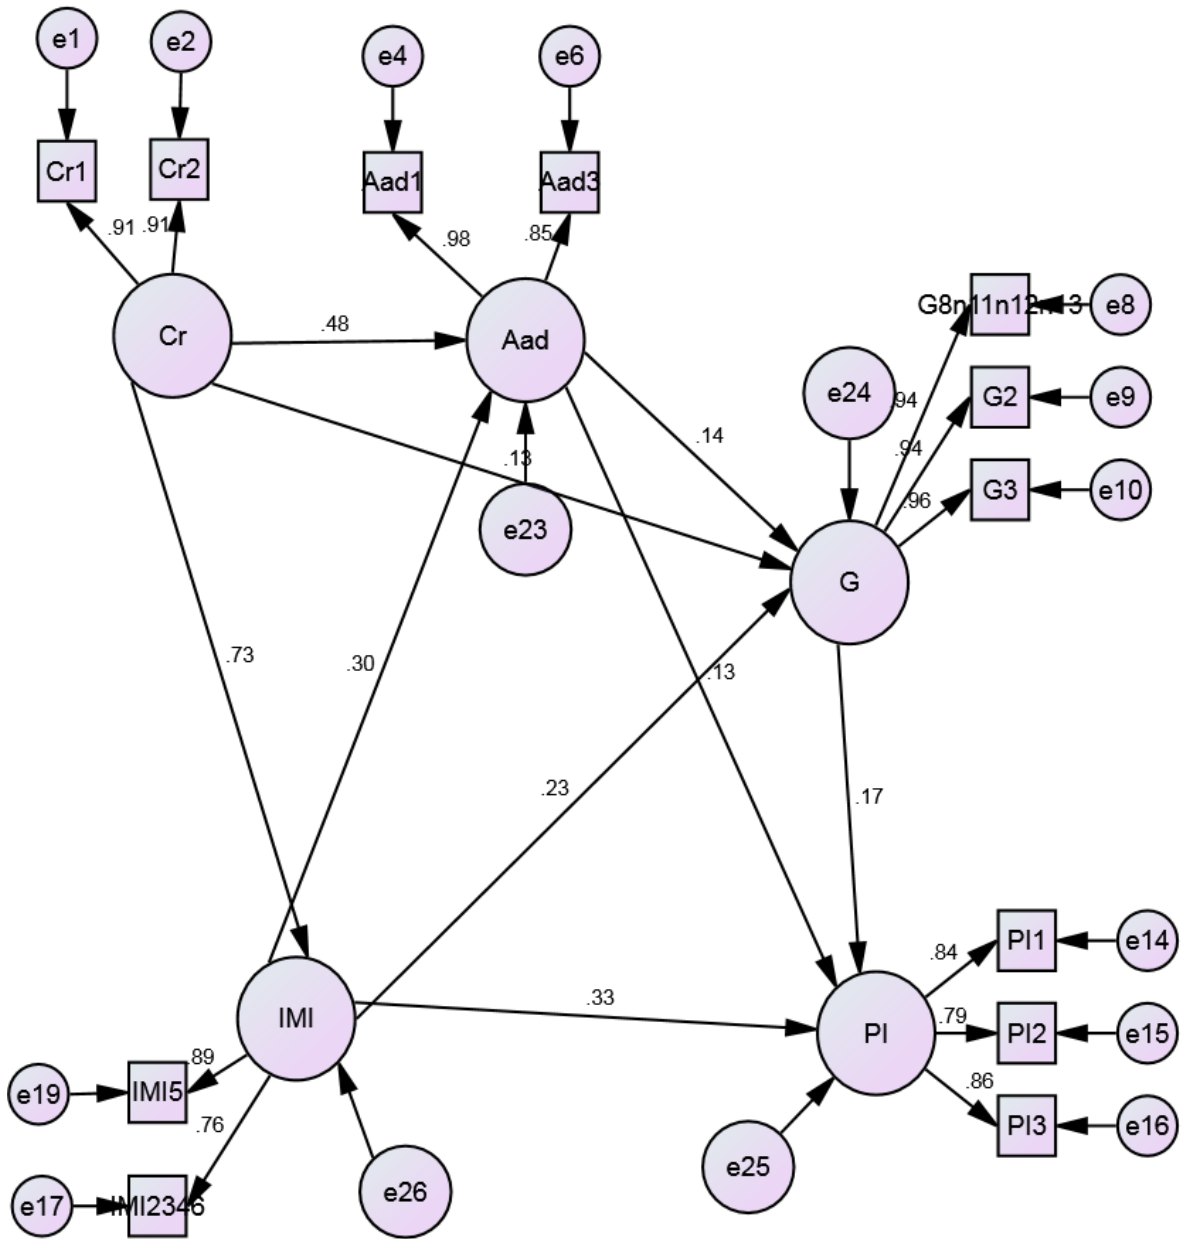 e1
e2
e4
e6
Cr1
Cr2
Aad1
Aad3
.91
.91
.98
.85
Cr
.48
Aad
G8n11n12n13
e8
e24
.94
G2
e9
.94
.14
.13
.96
G3
e10
e23
G
.73
.30
.13
.23
.17
PI1
e14
.84
IMI
.33
PI
.79
PI2
e15
.89
e19
IMI5
.86
.76
PI3
e16
e25
e26
e17
IMI2346